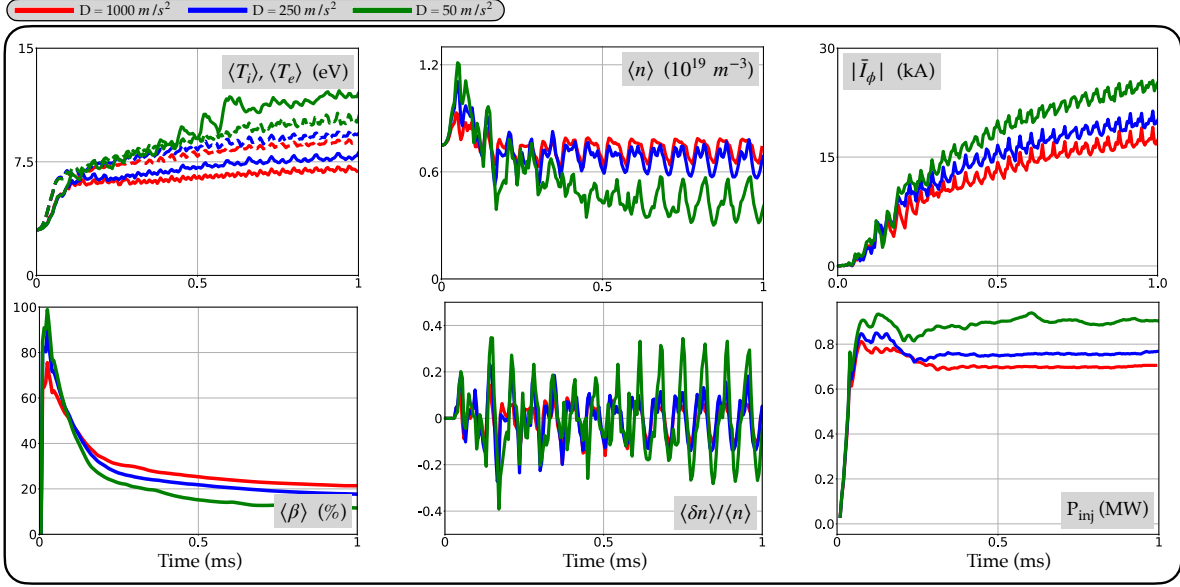 D = 1000 m/s² D = 250 m/s² D = 50 m/s²
15
7.5
0
0 0.5 1
⟨T_i⟩, ⟨T_e⟩ (eV)
1.2
0.6
0
0 0.5 1
⟨n⟩ (10¹⁹ m⁻³)
30
15
0
0.0 0.5 1.0
|Ī_ϕ| (kA)
100
80
60
40
20
0
0 0.5 1
⟨β⟩ (%)
Time (ms)
0.4
0.2
0
-0.2
-0.4
0 0.5 1
⟨δn⟩/⟨n⟩
Time (ms)
0.8
0.6
0.4
0.2
0.0
0 0.5 1
P_inj (MW)
Time (ms)